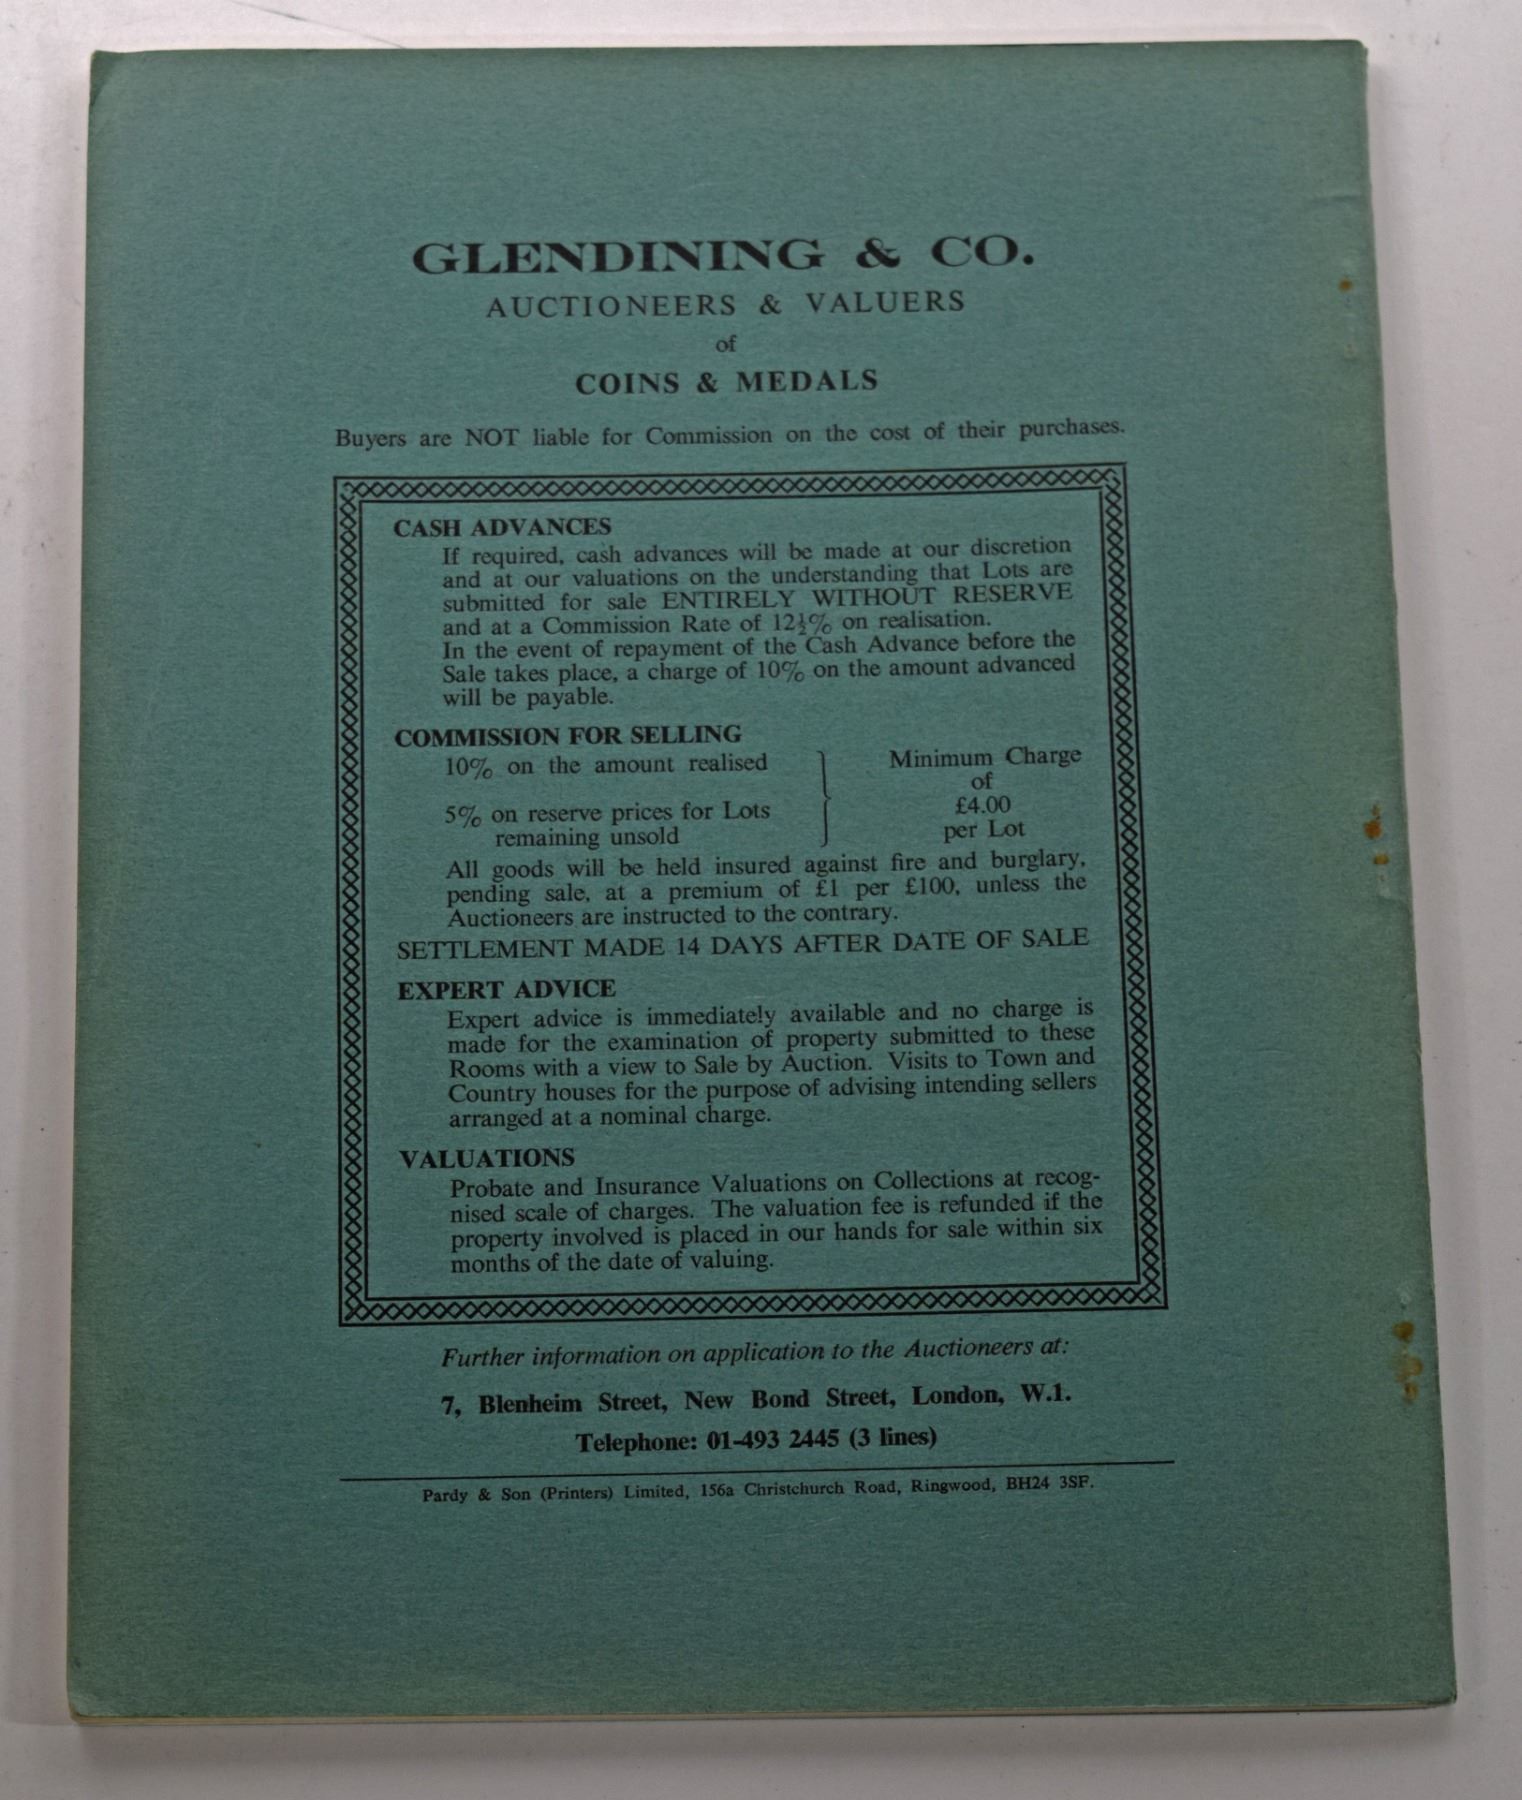 GLENDINING & CO.
AUCTIONEERS & VALUERS
of
COINS & MEDALS
Buyers are NOT liable for Commission on the cost of their purchases.
CASH ADVANCES
If required, cash advances will be made at our discretion
and at our valuations on the understanding that Lots are
submitted for sale ENTIRELY WITHOUT RESERVE
and at a Commission Rate of 12½% on realisation.
In the event of repayment of the Cash Advance before the
Sale takes place, a charge of 10% on the amount advanced
will be payable.
COMMISSION FOR SELLING
10% on the amount realised
5% on reserve prices for Lots
remaining unsold
Minimum Charge
of
£4.00
per Lot
All goods will be held insured against fire and burglary,
pending sale, at a premium of £1 per £100, unless the
Auctioneers are instructed to the contrary.
SETTLEMENT MADE 14 DAYS AFTER DATE OF SALE
EXPERT ADVICE
Expert advice is immediately available and no charge is
made for the examination of property submitted to these
Rooms with a view to Sale by Auction. Visits to Town and
Country houses for the purpose of advising intending sellers
arranged at a nominal charge.
VALUATIONS
Probate and Insurance Valuations on Collections at recog-
nised scale of charges. The valuation fee is refunded if the
property involved is placed in our hands for sale within six
months of the date of valuing.
Further information on application to the Auctioneers at:
7, Blenheim Street, New Bond Street, London, W.1.
Telephone: 01-493 2445 (3 lines)
Pardy & Son (Printers) Limited, 156a Christchurch Road, Ringwood, BH24 3SF.